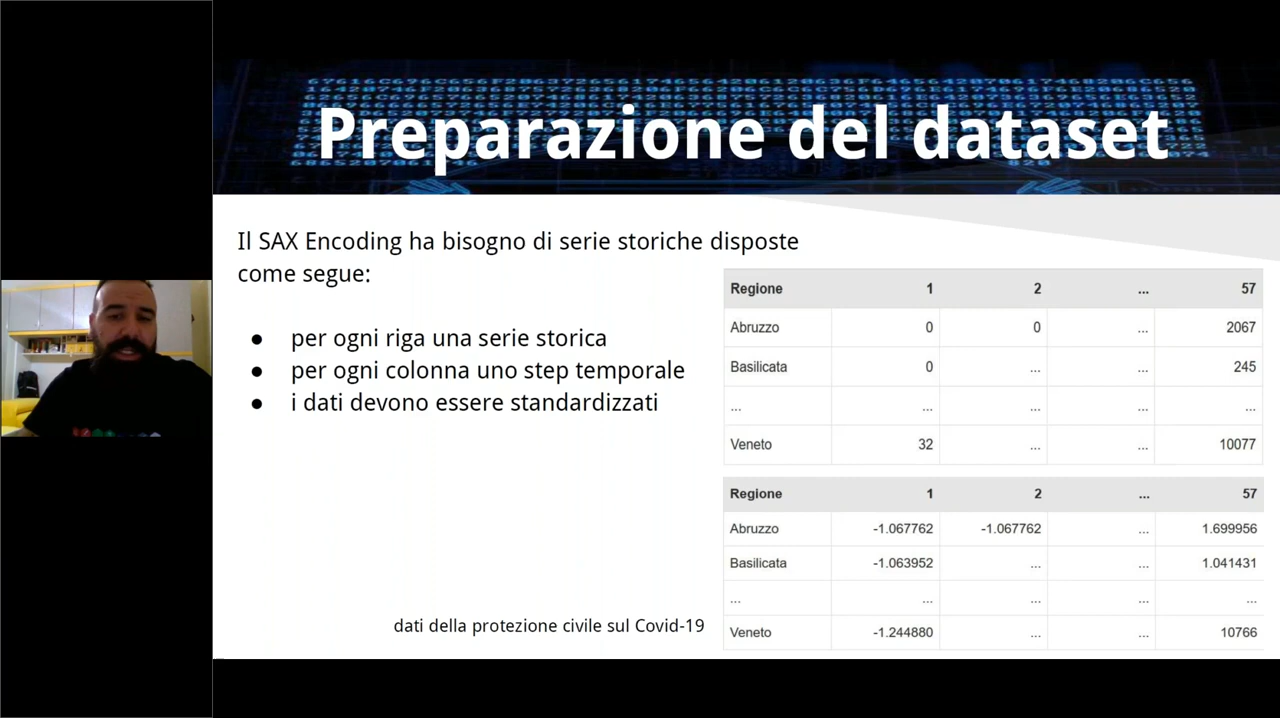 Preparazione del dataset
Il SAX Encoding ha bisogno di serie storiche disposte
come segue:
● per ogni riga una serie storica
● per ogni colonna uno step temporale
● i dati devono essere standardizzati
Regione 1 2 ... 57
Abruzzo 0 0 ... 2067
Basilicata 0 ... ... 245
... ... ... ... ...
Veneto 32 ... ... 10077
Regione 1 2 ... 57
Abruzzo -1.067762 -1.067762 ... 1.699956
Basilicata -1.063952 ... ... 1.041431
... ... ... ... ...
Veneto -1.244880 ... ... 10766
dati della protezione civile sul Covid-19